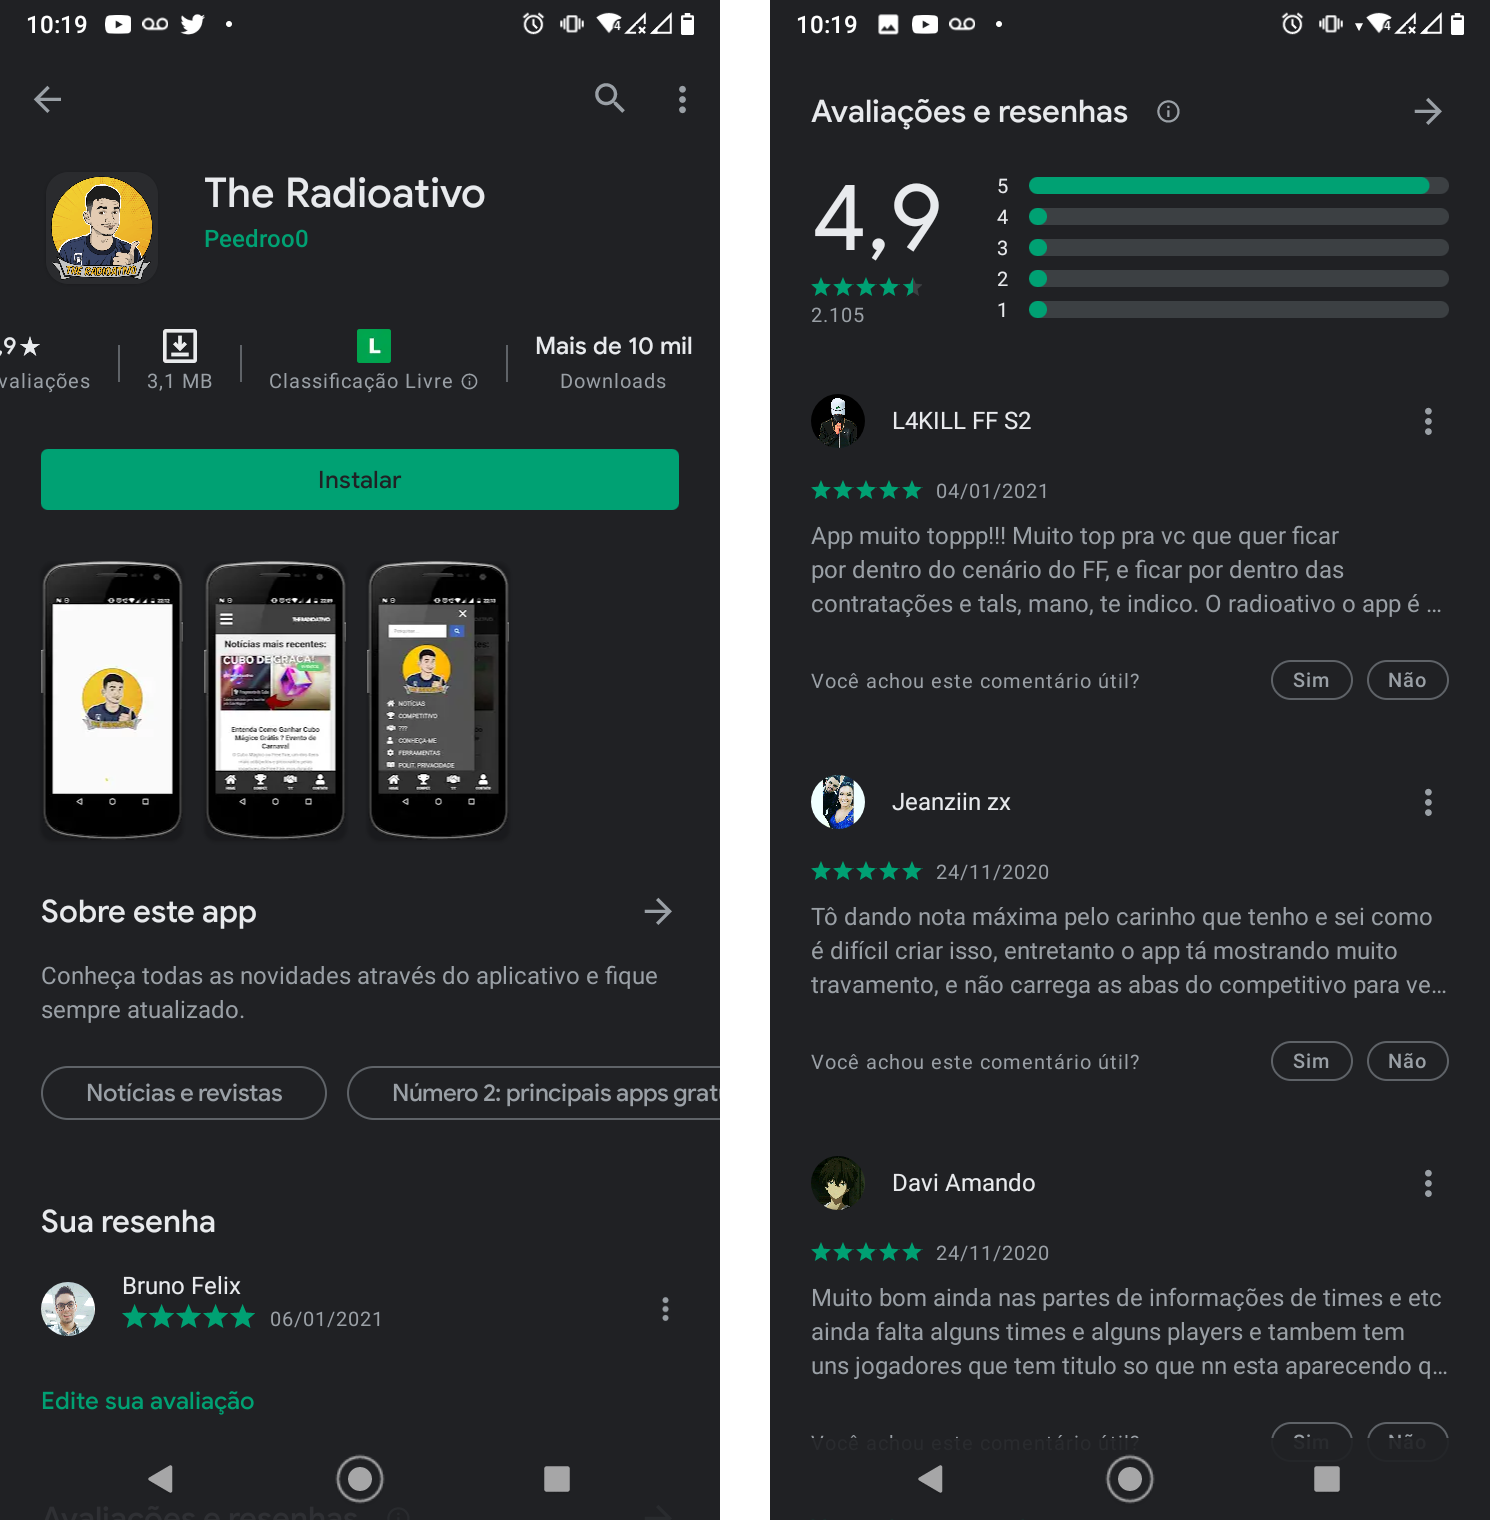 10:19
The Radioativo
Peedroo0
,9★
valiações
3,1 MB
L
Classificação Livre
Mais de 10 mil
Downloads
Instalar
THE RADIOATIVO
Notícias mais recentes:
CUBO DE GRAÇA!
Entenda Como Ganhar Cubo
Mágico Grátis ? Evento de
Carnaval
NOTÍCIAS
COMPETITIVO
???
CONHEÇA-ME
FERRAMENTAS
POLIT. PRIVACIDADE
Sobre este app
Conheça todas as novidades através do aplicativo e fique
sempre atualizado.
Notícias e revistas
Número 2: principais apps grat
Sua resenha
Bruno Felix
06/01/2021
Edite sua avaliação
Avaliações e resenhas
10:19
Avaliações e resenhas
4,9
2.105
5
4
3
2
1
L4KILL FF S2
04/01/2021
App muito toppp!!! Muito top pra vc que quer ficar
por dentro do cenário do FF, e ficar por dentro das
contratações e tals, mano, te indico. O radioativo o app é ...
Você achou este comentário útil?
Sim
Não
Jeanziin zx
24/11/2020
Tô dando nota máxima pelo carinho que tenho e sei como
é difícil criar isso, entretanto o app tá mostrando muito
travamento, e não carrega as abas do competitivo para ve...
Você achou este comentário útil?
Sim
Não
Davi Amando
24/11/2020
Muito bom ainda nas partes de informações de times e etc
ainda falta alguns times e alguns players e tambem tem
uns jogadores que tem titulo so que nn esta aparecendo q...
Você achou este comentário útil?
Sim
Não